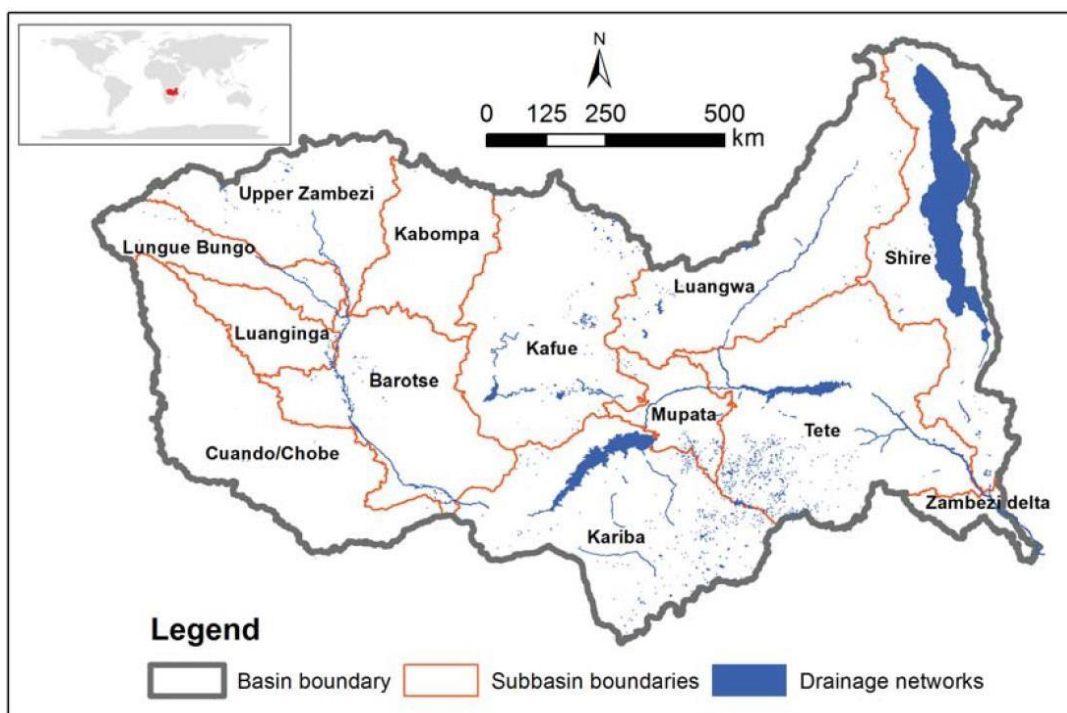 N
0 125 250 500
km
Upper Zambezi
Kabompa
Lungue Bungo
Luangwa
Shire
Luanginga
Kafue
Barotse
Mupata
Tete
Cuando/Chobe
Zambezi delta
Kariba
Legend
Basin boundary
Subbasin boundaries
Drainage networks